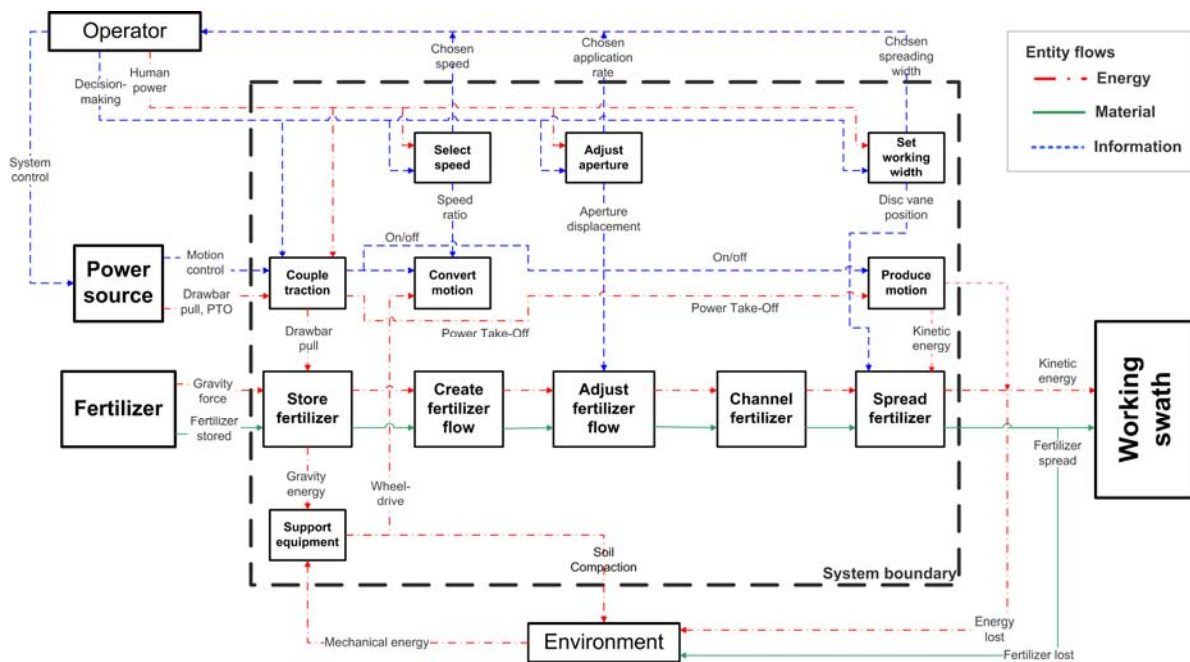 Operator
Chosen
speed
Chosen
application
rate
Chosen
spreading
width
Entity flows
Energy
Material
Information
Decision-
making
Human
power
System
control
Select
speed
Adjust
aperture
Set
working
width
Speed
ratio
Aperture
displacement
Disc vane
position
Power
source
Motion
control
Drawbar
pull, PTO
Couple
traction
On/off
Convert
motion
On/off
Produce
motion
Drawbar
pull
Power Take-Off
Power Take-Off
Kinetic
energy
Fertilizer
Gravity
force
Fertilizer
stored
Store
fertilizer
Create
fertilizer
flow
Adjust
fertilizer
flow
Channel
fertilizer
Spread
fertilizer
Kinetic
energy
Fertilizer
spread
Working
swath
Gravity
energy
Wheel-
drive
Support
equipment
Soil
Compaction
System boundary
Mechanical energy
Environment
Energy
lost
Fertilizer lost